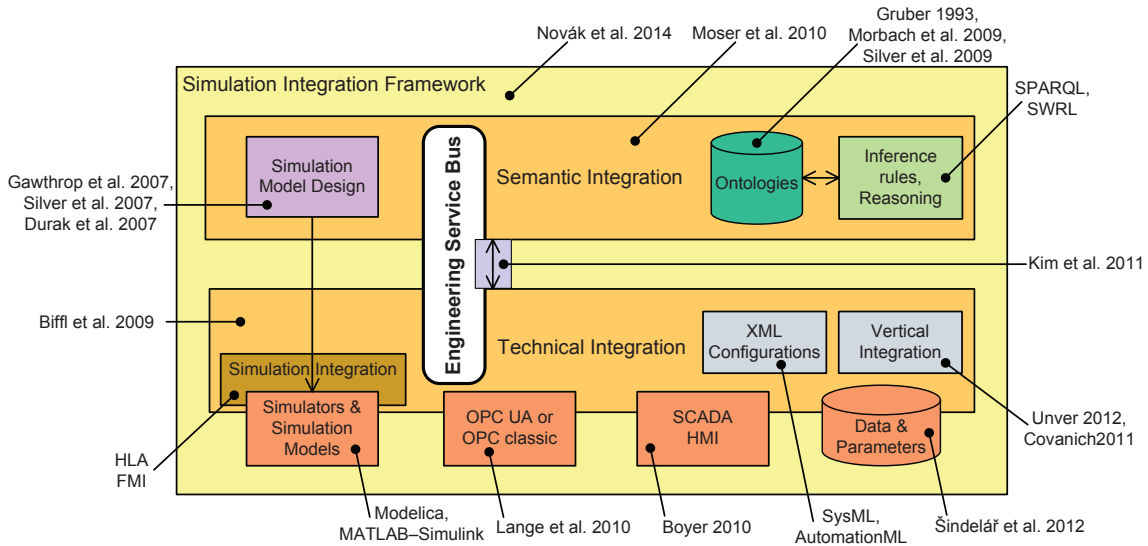 Gruber 1993,
Morbach et al. 2009,
Silver et al. 2009
Novák et al. 2014
Moser et al. 2010
Simulation Integration Framework
SPARQL,
SWRL
Simulation
Model Design
Engineering Service Bus
Semantic Integration
Ontologies
Inference
rules,
Reasoning
Gawthrop et al. 2007,
Silver et al. 2007,
Durak et al. 2007
Kim et al. 2011
Biffl et al. 2009
Technical Integration
XML
Configurations
Vertical
Integration
Simulation Integration
Simulators &
Simulation
Models
OPC UA or
OPC classic
SCADA
HMI
Data &
Parameters
Unver 2012,
Covanich2011
HLA
FMI
Modelica,
MATLAB–Simulink
Lange et al. 2010
Boyer 2010
SysML,
AutomationML
Šindelář et al. 2012